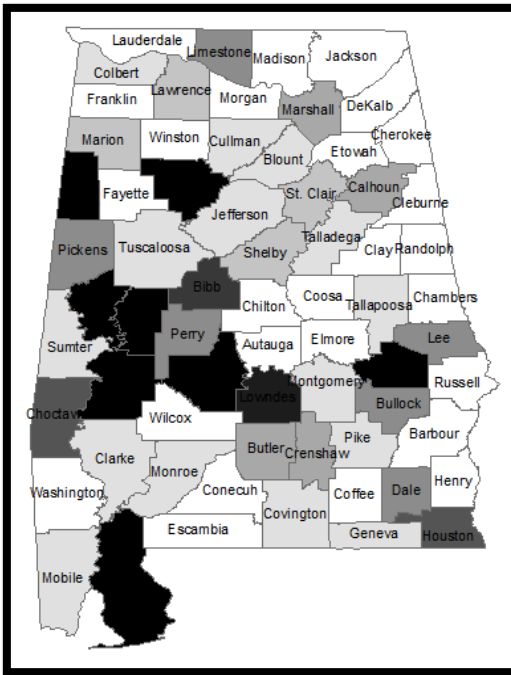 Lauderdale
Limestone
Madison
Jackson
Colbert
Lawrence
Franklin
Morgan
Marshall
DeKalb
Cherokee
Marion
Winston
Cullman
Blount
Etowah
Fayette
Jefferson
St. Clair
Calhoun
Cleburne
Pickens
Tuscaloosa
Shelby
Talladega
Clay
Randolph
Bibb
Chilton
Coosa
Tallapoosa
Chambers
Sumter
Perry
Autauga
Elmore
Lee
Choctaw
Lowndes
Montgomery
Russell
Bullock
Wilcox
Clarke
Monroe
Butler
Crenshaw
Pike
Barbour
Washington
Conecuh
Covington
Coffee
Dale
Henry
Escambia
Geneva
Houston
Mobile